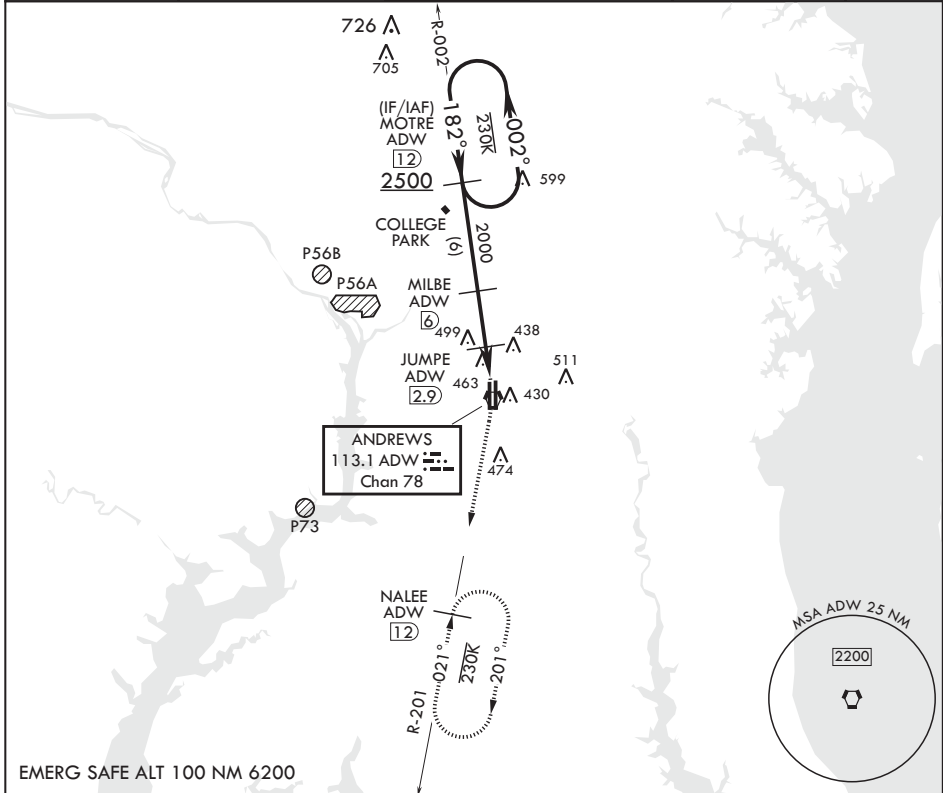 726
705
R-002
(IF/IAF)
MOTRE
ADW
12
2500
182°
230K
002°
599
COLLEGE
PARK
(6)
2000
P56B
P56A
MILBE
ADW
6
499
438
JUMPE
ADW
2.9
463
511
430
ANDREWS
113.1 ADW
Chan 78
474
P73
NALEE
ADW
12
021°
230K
201°
R-201
MSA ADW 25 NM
2200
EMERG SAFE ALT 100 NM 6200